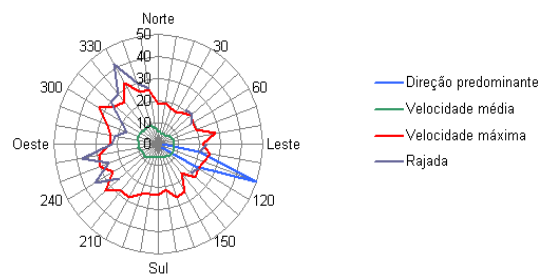 Norte
50
40
30
20
10
0
30
60
Leste
120
150
Sul
210
240
Oeste
300
330
Direção predominante
Velocidade média
Velocidade máxima
Rajada